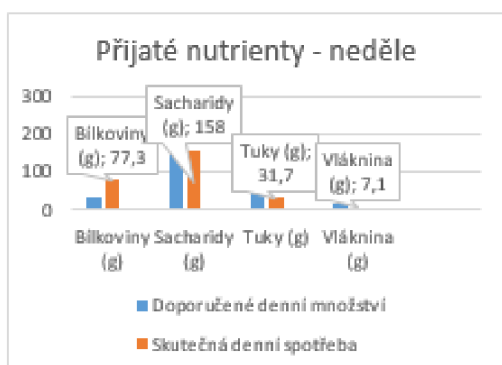 Přijaté nutrienty - neděle
300
200
100
0
Bílkoviny
(g); 77,3
Sacharidy
(g); 158
Tuky (g);
31,7
Vláknina
(g); 7,1
Bílkoviny
(g)
Sacharidy
(g)
Tuky (g)
Vláknina
(g)
Doporučené denní množství
Skutečná denní spotřeba